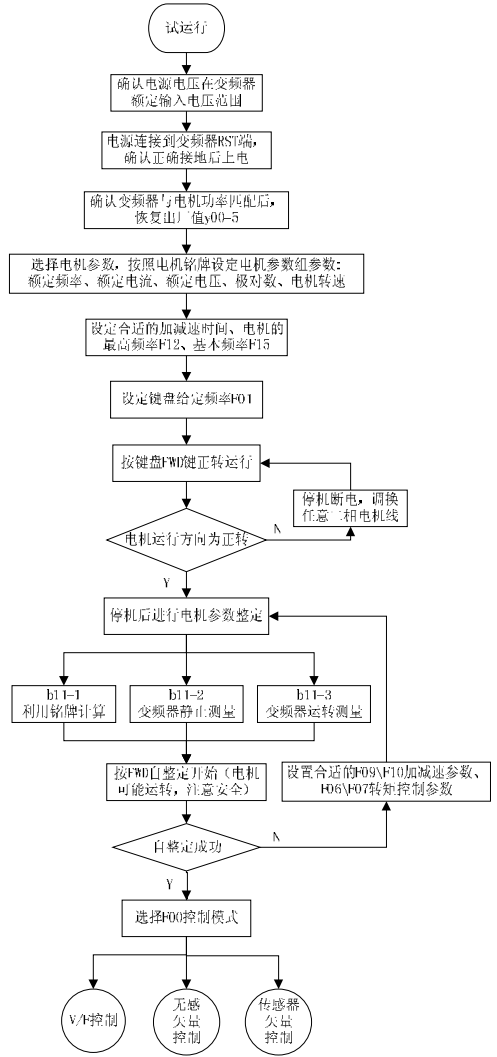 试运行
确认电源电压在变频器
额定输入电压范围
电源连接到变频器RST端,
确认正确接地后上电
确认变频器与电机功率匹配后,
恢复出厂值y00-5
选择电机参数,按照电机铭牌设定电机参数组参数:
额定频率、额定电流、额定电压、极对数、电机转速
设定合适的加减速时间、电机的
最高频率F12、基本频率F15
设定键盘给定频率F01
按键盘FWD键正转运行
停机断电,调换
任意二相电机线
电机运行方向为正转
N
Y
停机后进行电机参数整定
b11-1
利用铭牌计算
b11-2
变频器静止测量
b11-3
变频器运转测量
按FWD自整定开始(电机
可能运转,注意安全)
设置合适的F09\F10加减速参数、
F06\F07转矩控制参数
自整定成功
N
Y
选择F00控制模式
V/F控制
无感
矢量
控制
传感器
矢量
控制